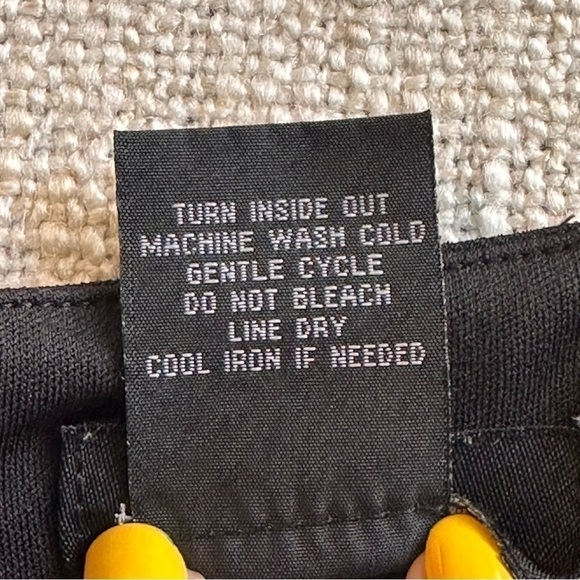 TURN INSIDE OUT
MACHINE WASH COLD
GENTLE CYCLE
DO NOT BLEACH
LINE DRY
COOL IRON IF NEEDED